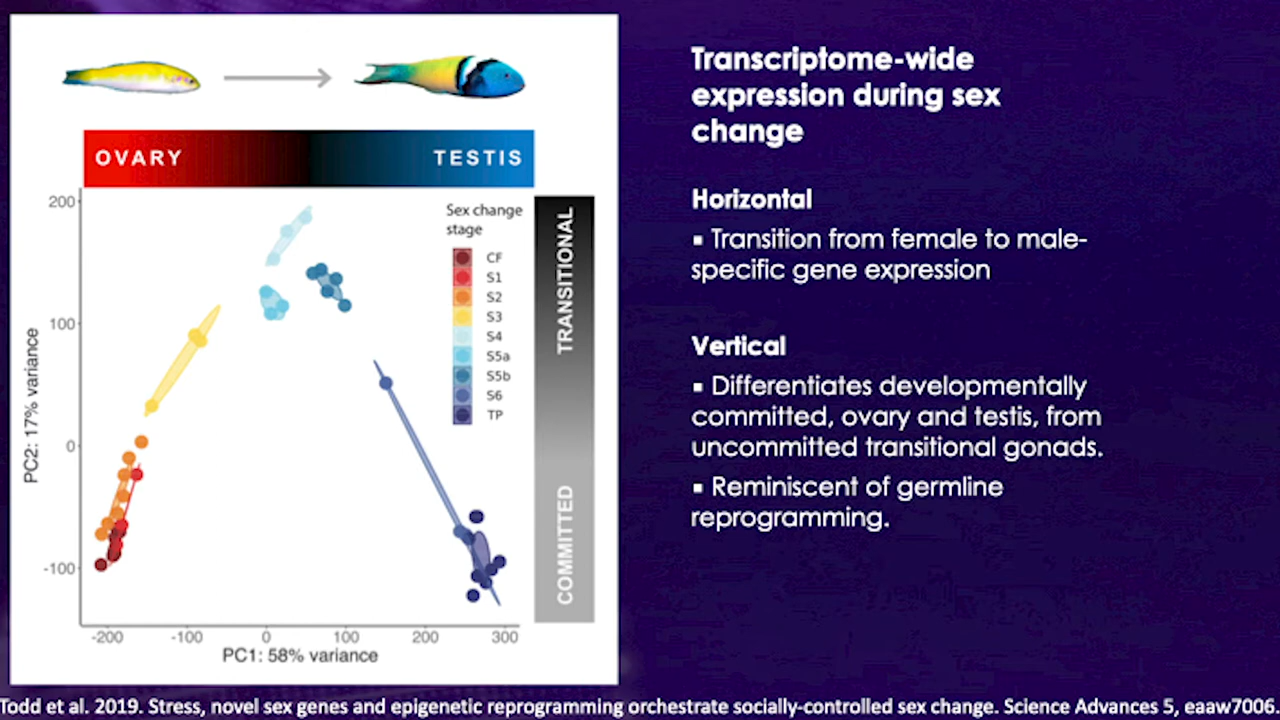 OVARY
TESTIS
200
100
0
-100
PC2: 17% variance
-200
-100
0
100
200
300
PC1: 58% variance
Sex change
stage
CF
S1
S2
S3
S4
S5a
S5b
S6
TP
TRANSITIONAL
COMMITTED
Transcriptome-wide
expression during sex
change
Horizontal
▪ Transition from female to male-
specific gene expression
Vertical
▪ Differentiates developmentally
committed, ovary and testis, from
uncommitted transitional gonads.
▪ Reminiscent of germline
reprogramming.
Todd et al. 2019. Stress, novel sex genes and epigenetic reprogramming orchestrate socially-controlled sex change. Science Advances 5, eaaw7006.